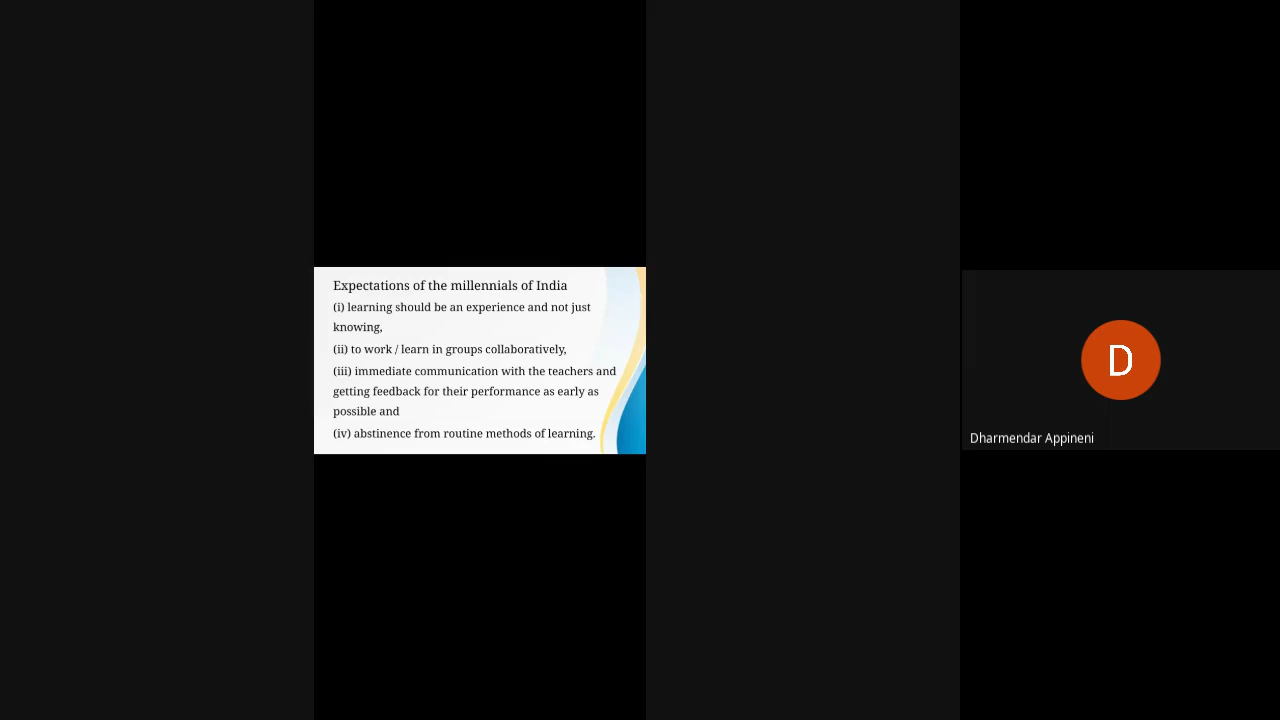 Expectations of the millennials of India
(i) learning should be an experience and not just
knowing,
(ii) to work / learn in groups collaboratively,
(iii) immediate communication with the teachers and
getting feedback for their performance as early as
possible and
(iv) abstinence from routine methods of learning.
D
Dharmendar Appineni